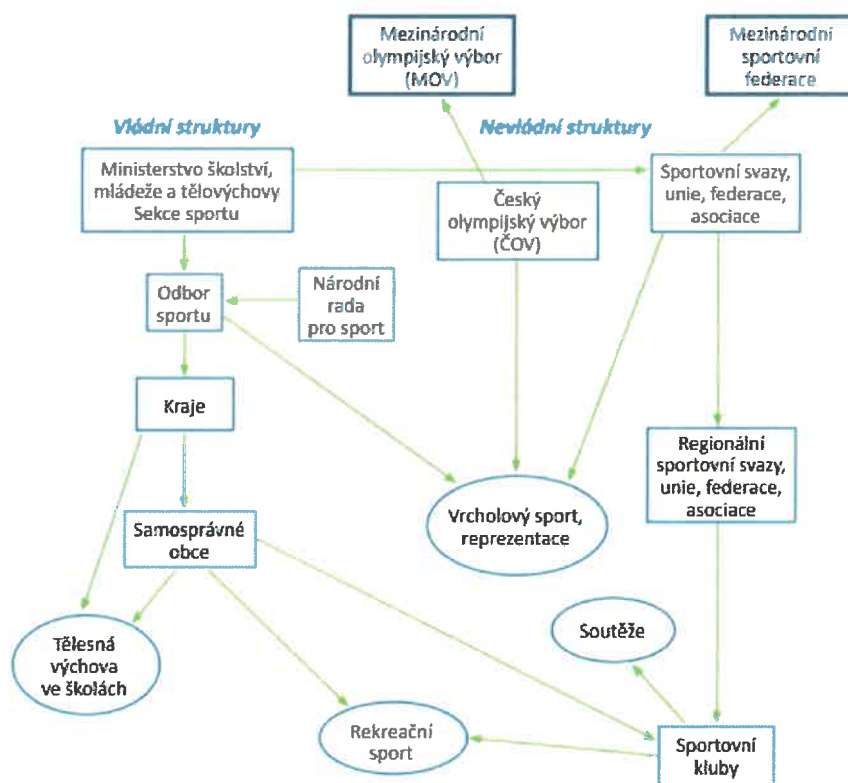 Mezinárodní
olympijský výbor
(MOV)
Mezinárodní
sportovní
federace
Vládní struktury
Nevládní struktury
Ministerstvo školství,
mládeže a tělovýchovy
Sekce sportu
Český
olympijský výbor
(ČOV)
Sportovní svazy,
unie, federace,
asociace
Odbor
sportu
Národní
rada
pro sport
Kraje
Regionální
sportovní svazy,
unie, federace,
asociace
Vrcholový sport,
reprezentace
Samosprávné
obce
Soutěže
Tělesná
výchova
ve školách
Rekreační
sport
Sportovní
kluby